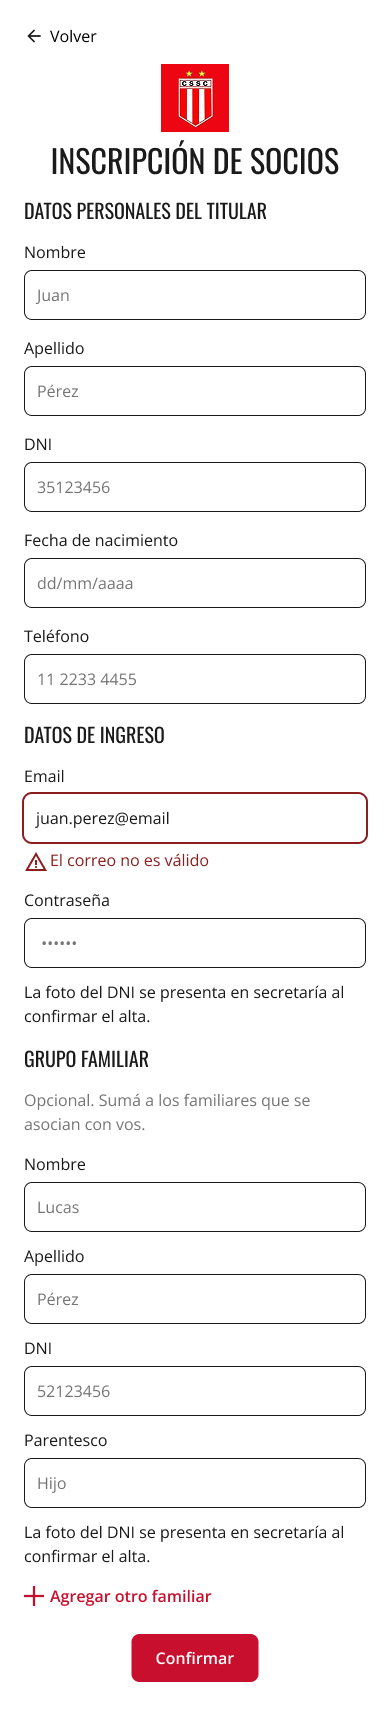 Volver
CSSC
INSCRIPCIÓN DE SOCIOS
DATOS PERSONALES DEL TITULAR
Nombre
Juan
Apellido
Pérez
DNI
35123456
Fecha de nacimiento
dd/mm/aaaa
Teléfono
11 2233 4455
DATOS DE INGRESO
Email
juan.perez@email
El correo no es válido
Contraseña
••••••
La foto del DNI se presenta en secretaría al
confirmar el alta.
GRUPO FAMILIAR
Opcional. Sumá a los familiares que se
asocian con vos.
Nombre
Lucas
Apellido
Pérez
DNI
52123456
Parentesco
Hijo
La foto del DNI se presenta en secretaría al
confirmar el alta.
Agregar otro familiar
Confirmar